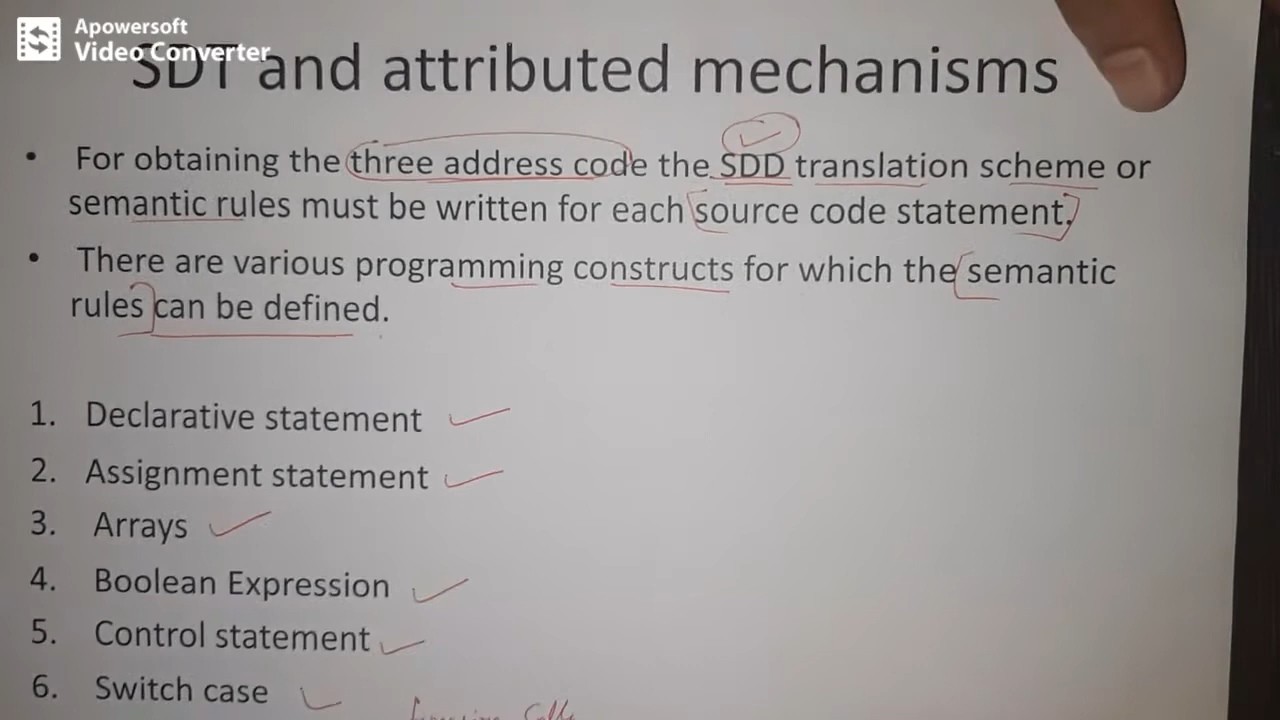 Apowersoft
Video Converter
SDT and attributed mechanisms
• For obtaining the three address code the SDD translation scheme or
semantic rules must be written for each source code statement.
• There are various programming constructs for which the semantic
rules can be defined.
1. Declarative statement
2. Assignment statement
3. Arrays
4. Boolean Expression
5. Control statement
6. Switch case